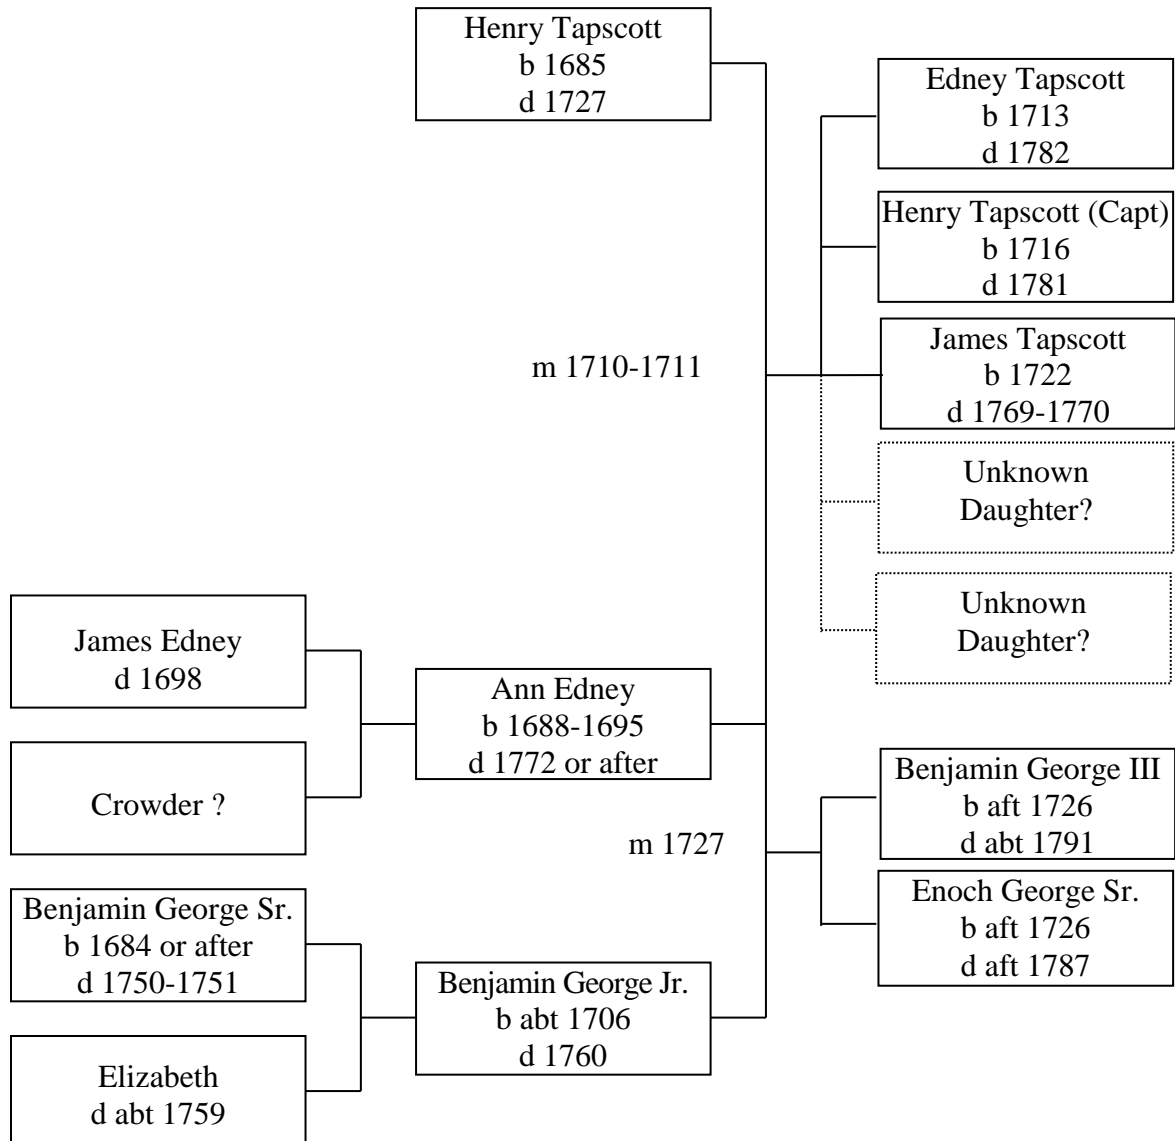 Henry Tapscott
b 1685
d 1727
Edney Tapscott
b 1713
d 1782
Henry Tapscott (Capt)
b 1716
d 1781
m 1710-1711
James Tapscott
b 1722
d 1769-1770
Unknown
Daughter?
Unknown
Daughter?
James Edney
d 1698
Ann Edney
b 1688-1695
d 1772 or after
Crowder ?
m 1727
Benjamin George III
b aft 1726
d abt 1791
Enoch George Sr.
b aft 1726
d aft 1787
Benjamin George Sr.
b 1684 or after
d 1750-1751
Benjamin George Jr.
b abt 1706
d 1760
Elizabeth
d abt 1759